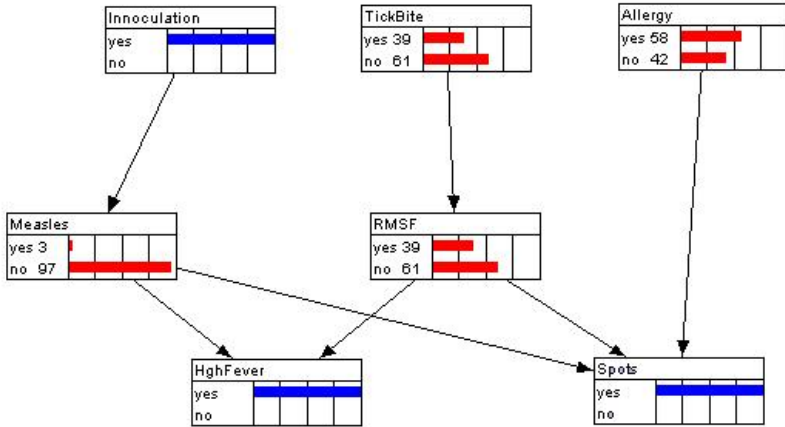 Innoculation
yes
no
TickBite
yes 39
no 61
Allergy
yes 58
no 42
Measles
yes 3
no 97
RMSF
yes 39
no 61
HghFever
yes
no
Spots
yes
no